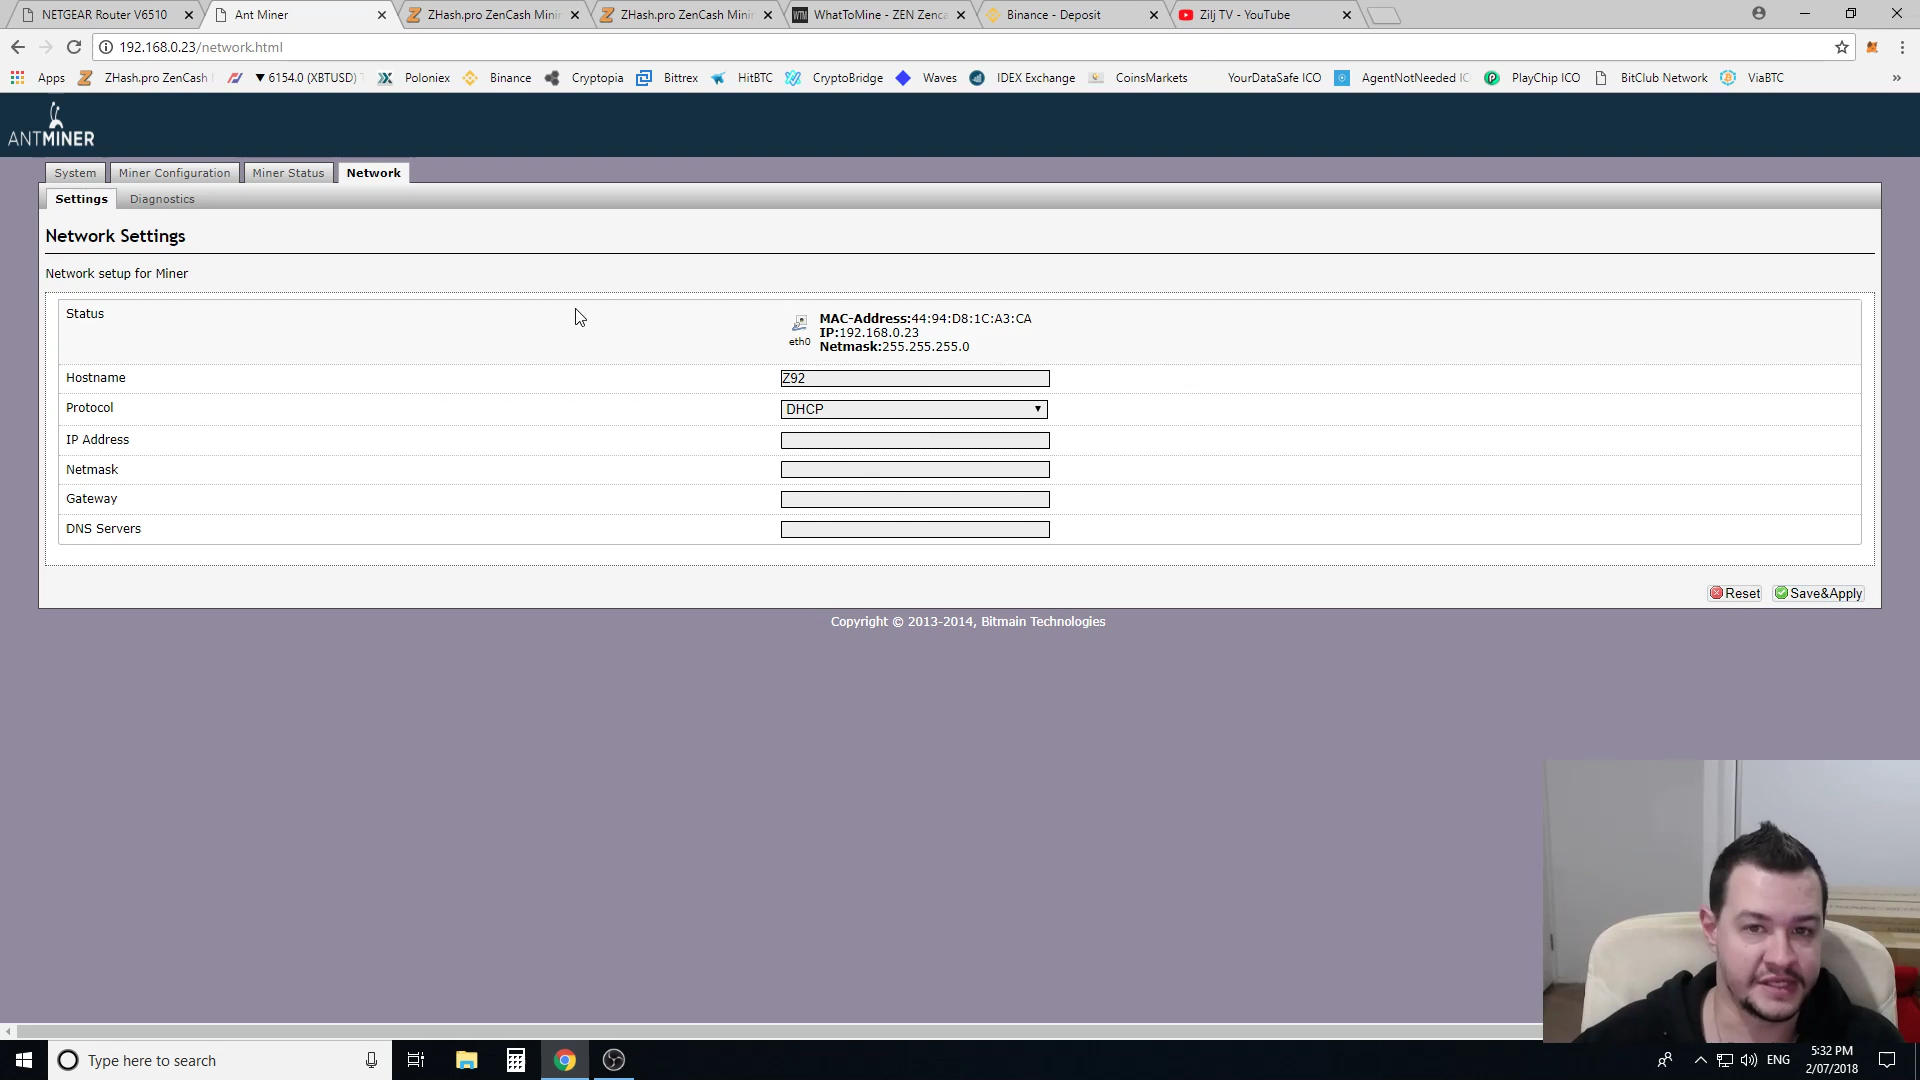 NETGEAR Router V6510
Ant Miner
ZHash.pro ZenCash Minin
ZHash.pro ZenCash Minin
WTM WhatToMine - ZEN Zenca
Binance - Deposit
Zilj TV - YouTube
192.168.0.23/network.html
Apps
ZHash.pro ZenCash
▼ 6154.0 (XBTUSD)
Poloniex
Binance
Cryptopia
Bittrex
HitBTC
CryptoBridge
Waves
IDEX Exchange
CoinsMarkets
YourDataSafe ICO
AgentNotNeeded IC
PlayChip ICO
BitClub Network
ViaBTC
»
ANTMINER
System
Miner Configuration
Miner Status
Network
Settings
Diagnostics
Network Settings
Network setup for Miner
Status
eth0
MAC-Address:44:94:D8:1C:A3:CA
IP:192.168.0.23
Netmask:255.255.255.0
Hostname
Z92
Protocol
DHCP
IP Address
Netmask
Gateway
DNS Servers
Reset
Save&Apply
Copyright © 2013-2014, Bitmain Technologies
Type here to search
ENG
5:32 PM
2/07/2018